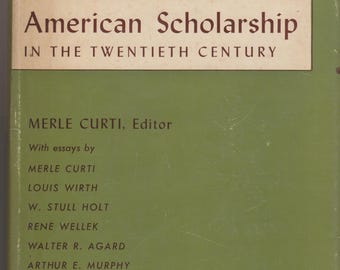 American Scholarship
IN THE TWENTIETH CENTURY
MERLE CURTI, Editor
With essays by
MERLE CURTI
LOUIS WIRTH
W. STULL HOLT
RENÉ WELLEK
WALTER R. AGARD
ARTHUR E. MURPHY